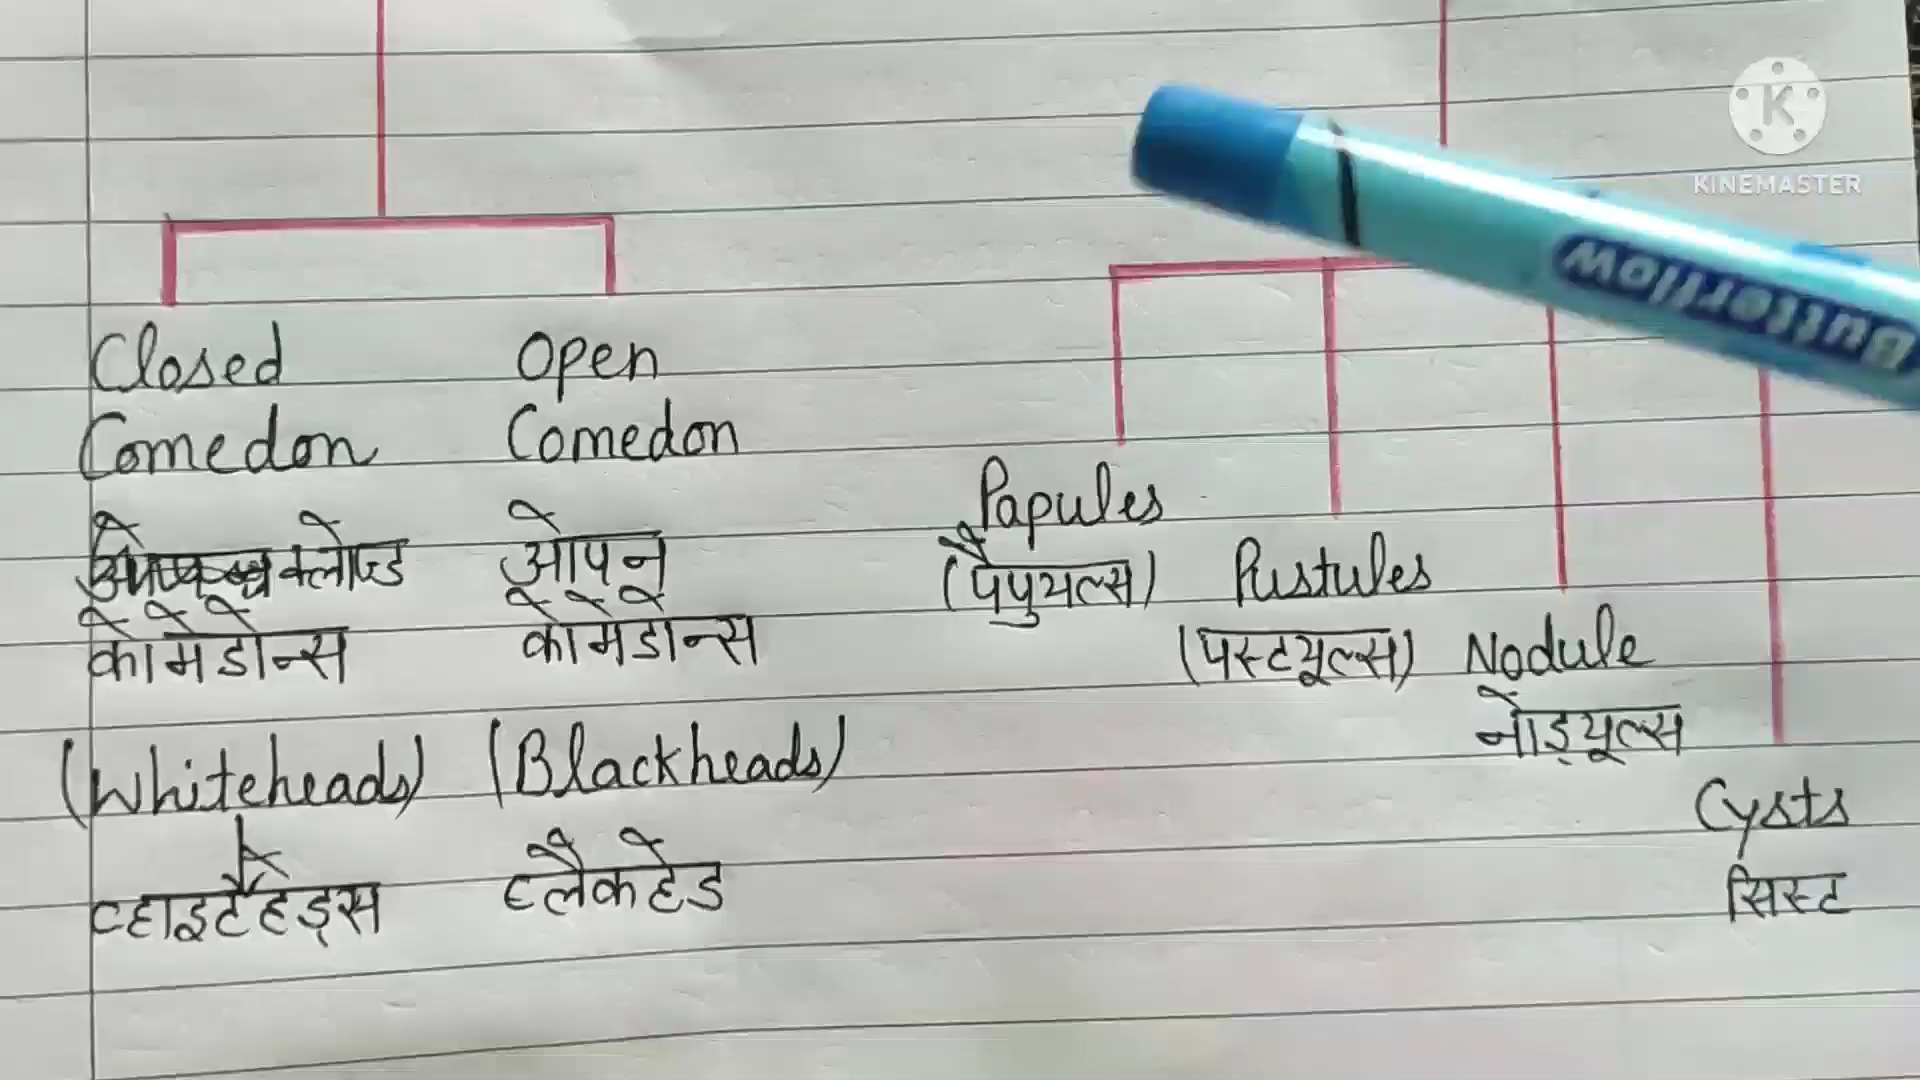 KINEMASTER
Butterflow
Closed
Comedon
क्लोज्ड
कोमेडोन्स
(Whiteheads)
व्हाइटहेड्स
Open
Comedon
ओपन
कोमेडोन्स
(Blackheads)
ब्लैकहेड
Papules
(पैपुयल्स)
Pustules
(पस्टयूल्स)
Nodule
नोड्यूल्स
Cysts
सिस्ट